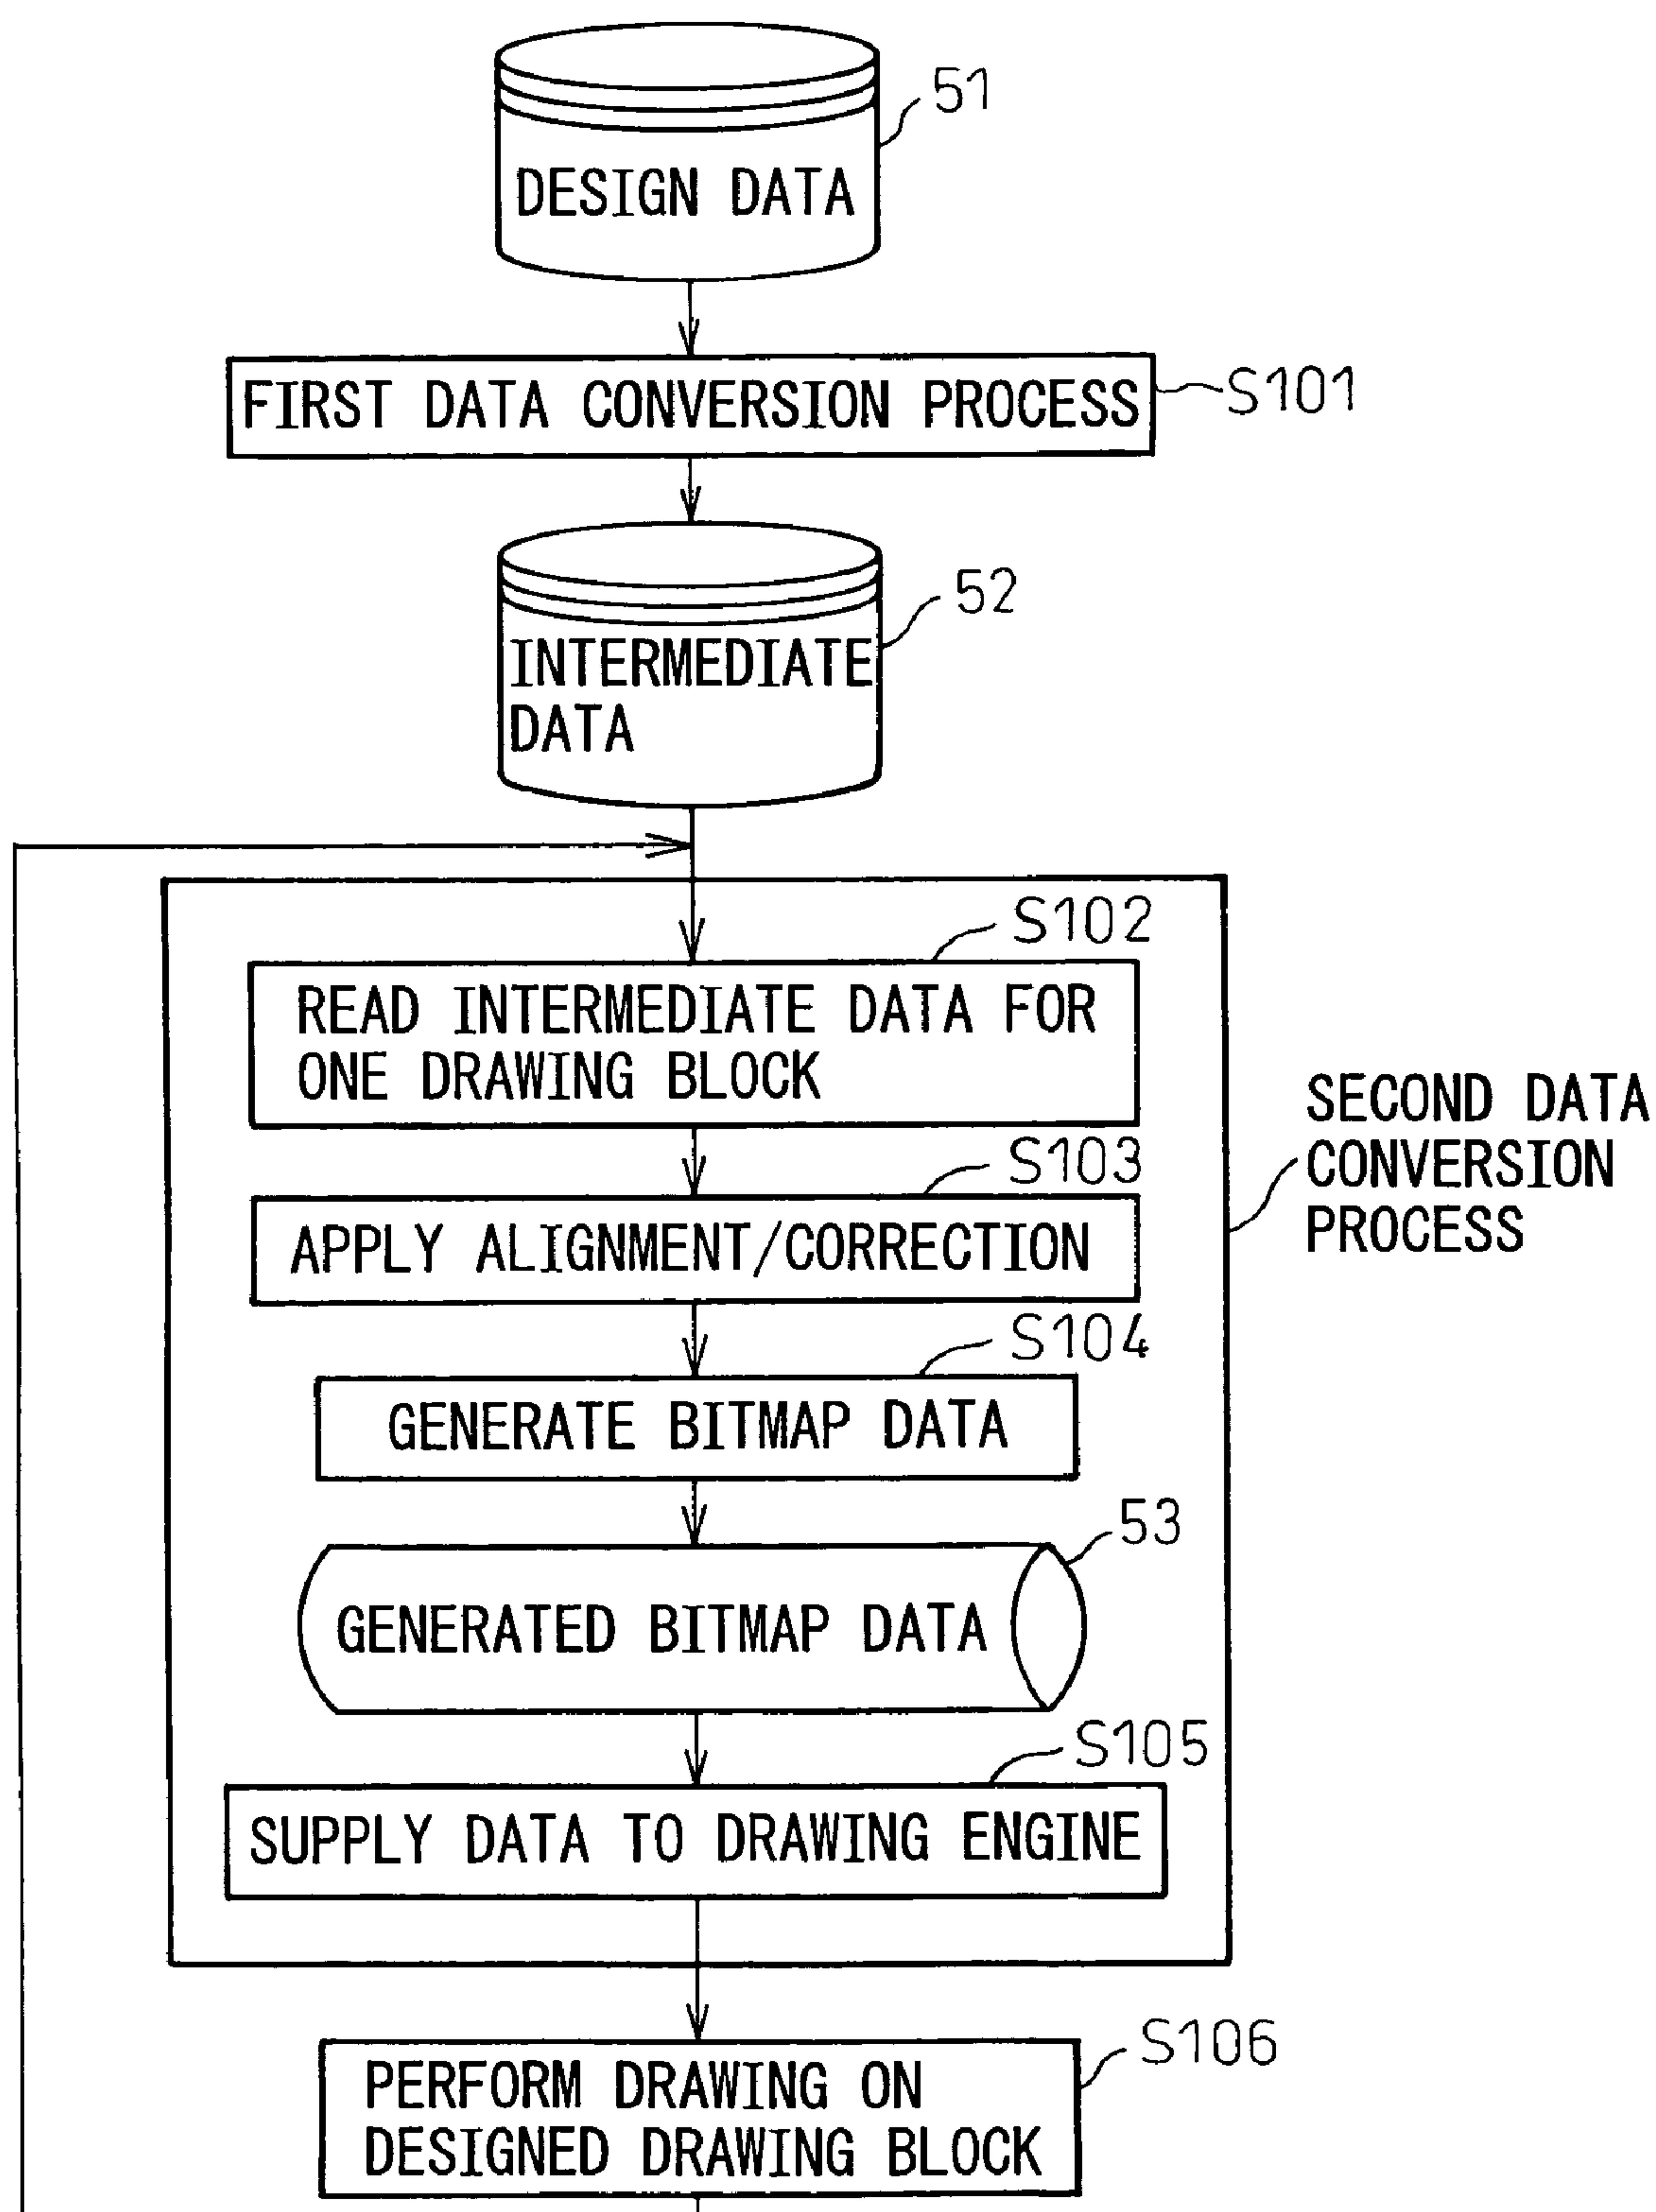 51
DESIGN DATA
FIRST DATA CONVERSION PROCESS
S101
52
INTERMEDIATE
DATA
S102
READ INTERMEDIATE DATA FOR
ONE DRAWING BLOCK
SECOND DATA
CONVERSION
PROCESS
S103
APPLY ALIGNMENT/CORRECTION
S104
GENERATE BITMAP DATA
53
GENERATED BITMAP DATA
S105
SUPPLY DATA TO DRAWING ENGINE
S106
PERFORM DRAWING ON
DESIGNED DRAWING BLOCK